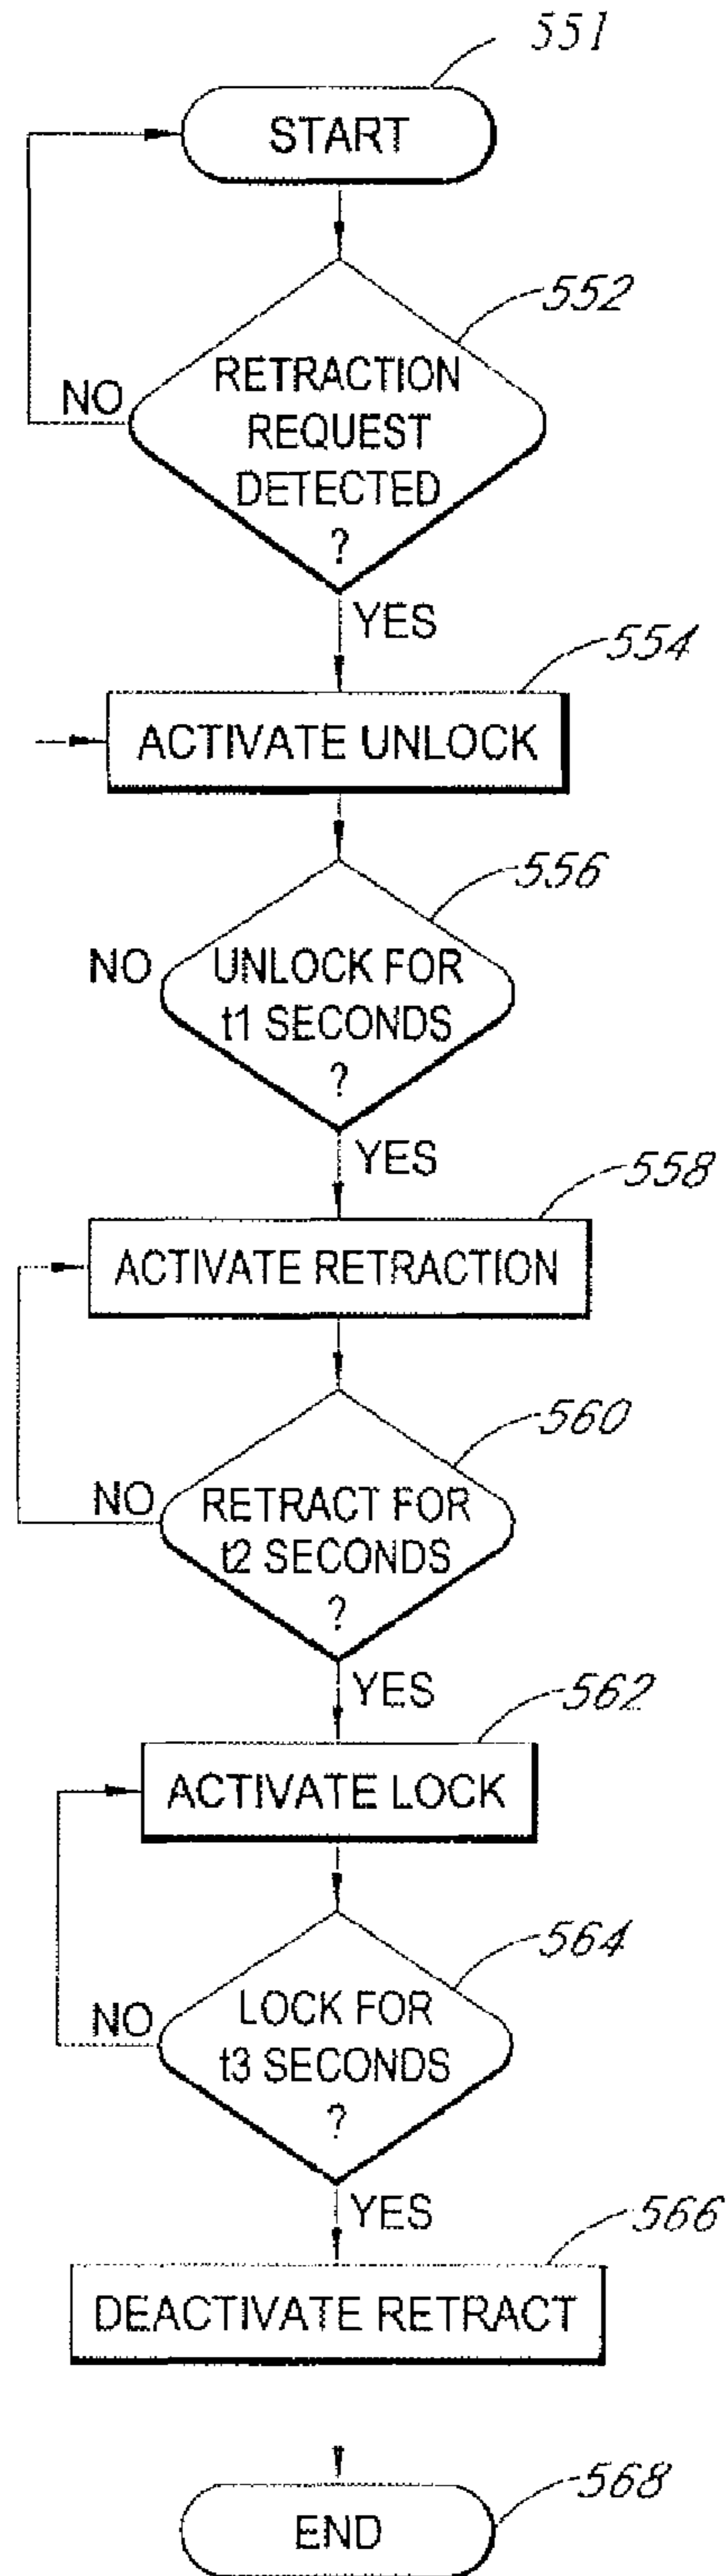 551
START
552
NO
RETRACTION
REQUEST
DETECTED
?
YES
554
ACTIVATE UNLOCK
556
NO
UNLOCK FOR
t1 SECONDS
?
YES
558
ACTIVATE RETRACTION
560
NO
RETRACT FOR
t2 SECONDS
?
YES
562
ACTIVATE LOCK
564
NO
LOCK FOR
t3 SECONDS
?
YES
566
DEACTIVATE RETRACT
568
END